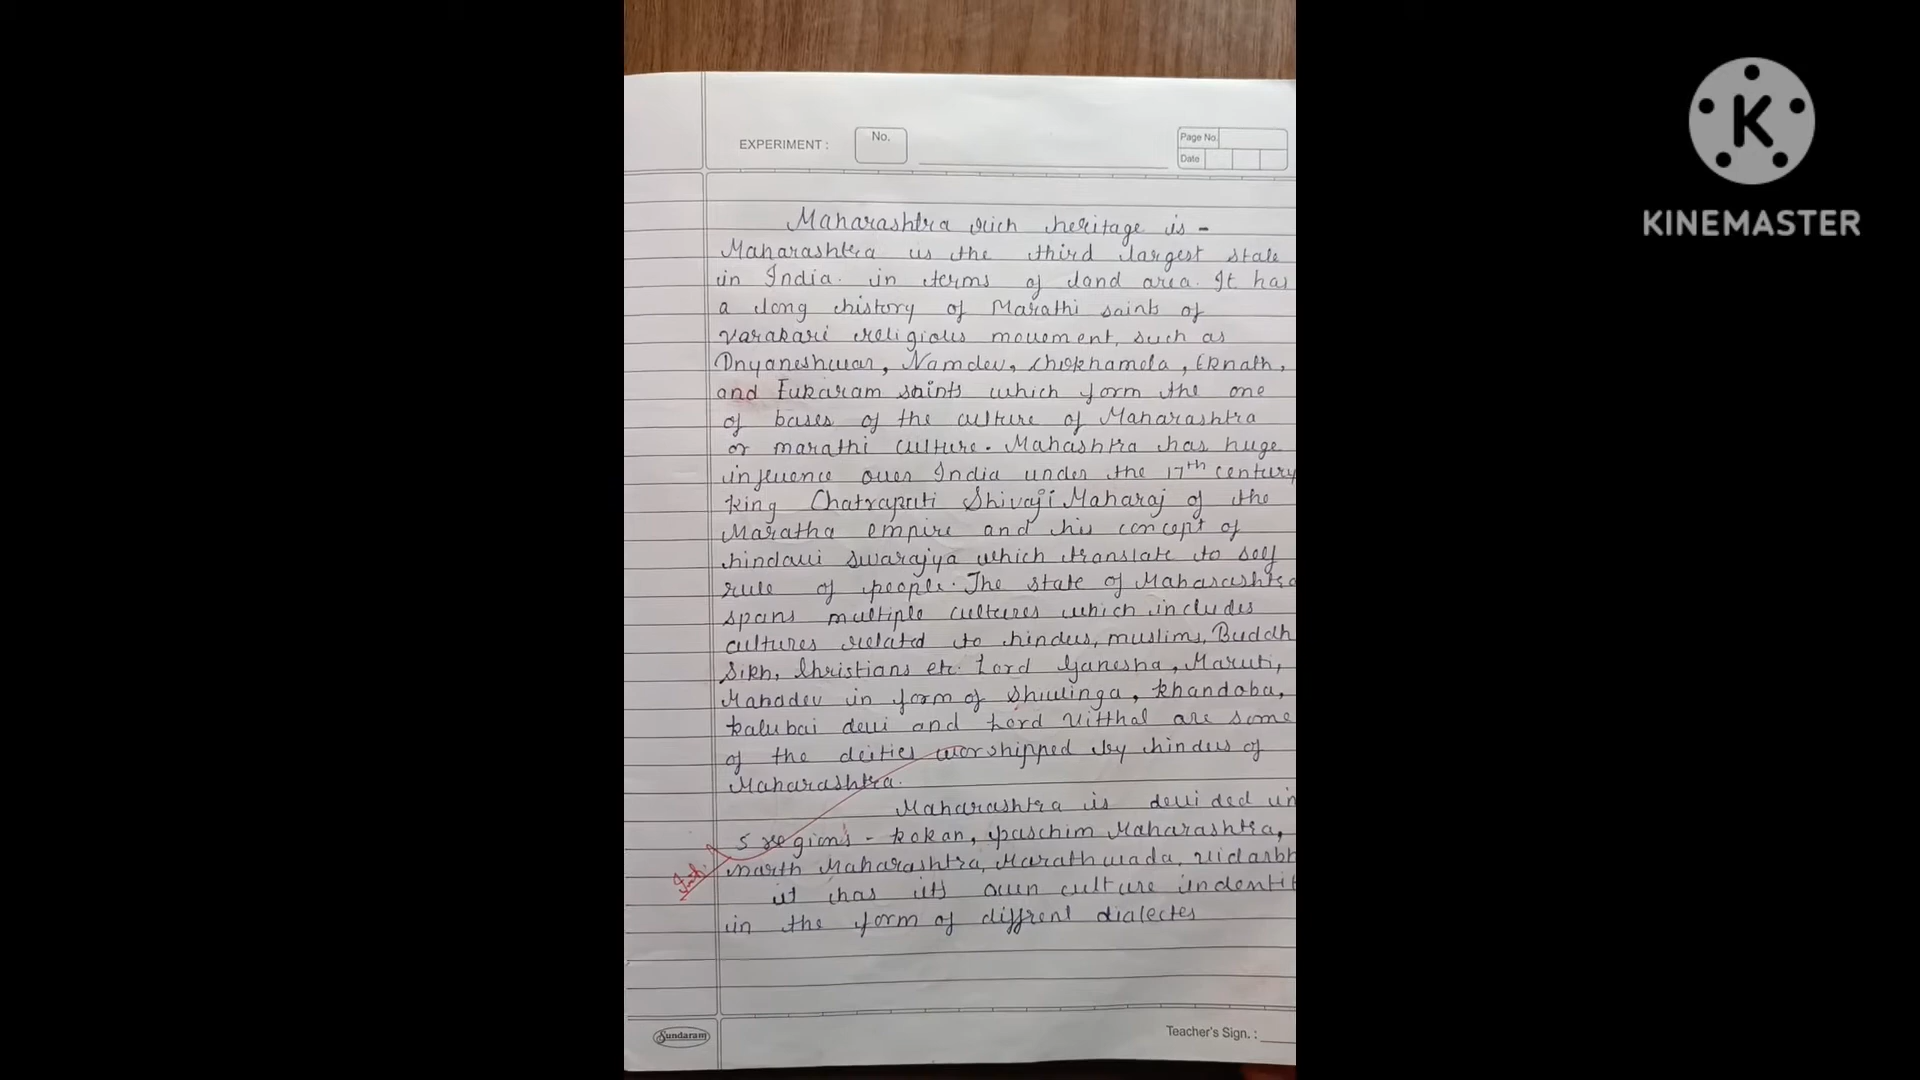 EXPERIMENT :
No.
Page No.
Date
KINEMASTER
Maharashtra rich heritage is -
Maharashtra is the third largest state
in India. in terms of land area. It has
a long history of Marathi saints of
varakari religious movement, such as
Dnyaneshwar, Namdev, Chokhamela, Eknath,
and Tukaram saints which form the one
of bases of the culture of Maharashtra
or marathi culture. Mahashtra has huge
influence over India under the 17th century
king Chatrapati Shivaji Maharaj of the
Maratha empire and his concept of
hindavi swarajya which translate to self
rule of people. The state of Maharashtra
spans multiple cultures which includes
cultures related to hindus, muslims, Buddh
Sikh, Christians etc. Lord Ganesha, Maruti,
Mahadev in form of Shivlinga, khandoba,
kalubai devi and Lord Vitthal are some
of the deities worshipped by hindus of
Maharashtra.
Maharashtra is devided in
5 regions - kokan, paschim Maharashtra,
north Maharashtra, Marathwada, vidarbh
it has its own culture indentit
in the form of diffrent dialectes
Sundaram
Teacher's Sign. :